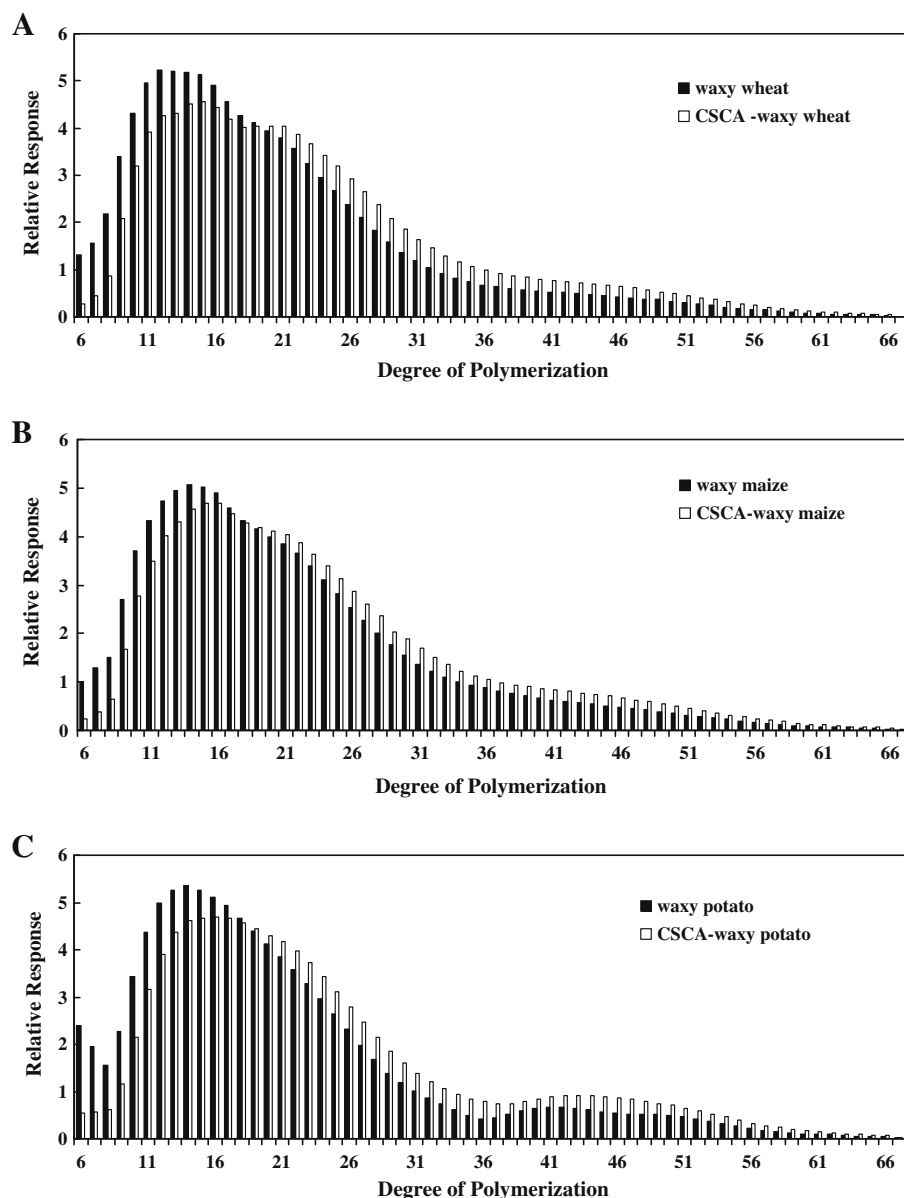 A
6
5
4
3
2
1
0
Relative Response
waxy wheat
CSCA -waxy wheat
6 11 16 21 26 31 36 41 46 51 56 61 66
Degree of Polymerization
B
6
5
4
3
2
1
0
Relative Response
waxy maize
CSCA-waxy maize
6 11 16 21 26 31 36 41 46 51 56 61 66
Degree of Polymerization
C
6
5
4
3
2
1
0
Relative Response
waxy potato
CSCA-waxy potato
6 11 16 21 26 31 36 41 46 51 56 61 66
Degree of Polymerization